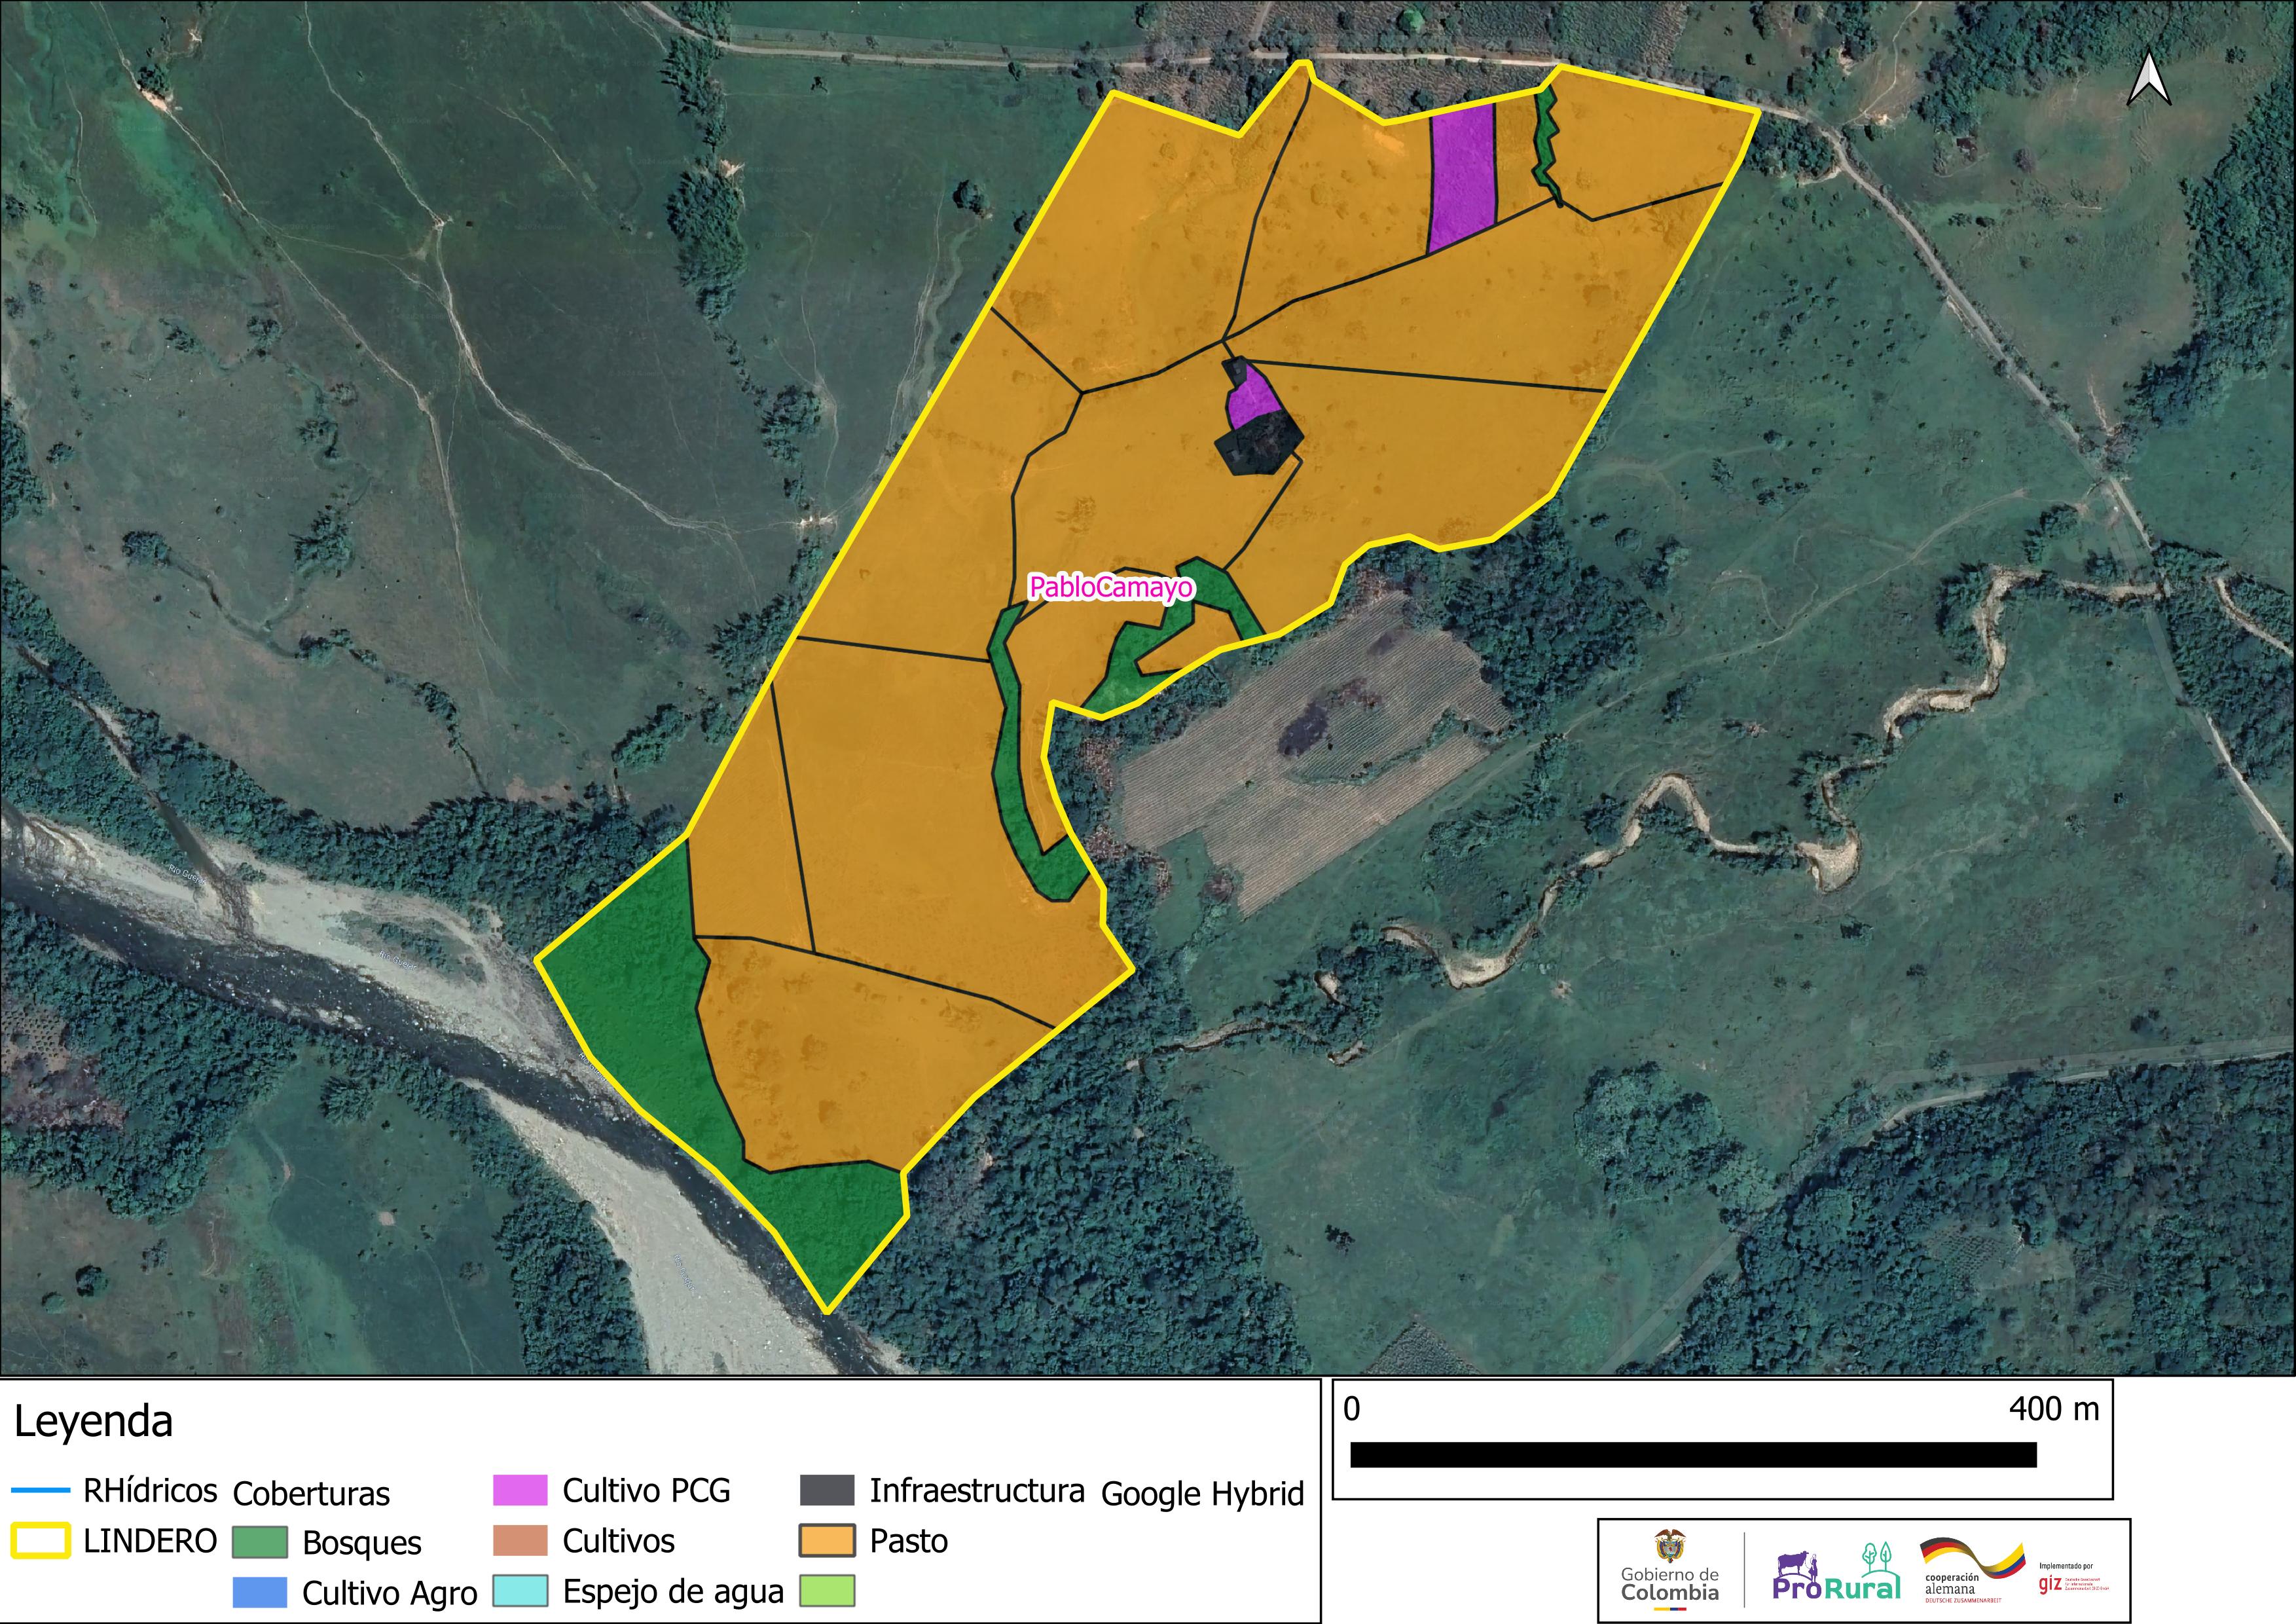 PabloCamayo
Leyenda
RHídricos
LINDERO
Coberturas
Bosques
Cultivo Agro
Cultivo PCG
Cultivos
Espejo de agua
Infraestructura
Pasto
Google Hybrid
0 400 m
Gobierno de
Colombia
ProRural
cooperación
alemana
DEUTSCHE ZUSAMMENARBEIT
Implementado por
giz